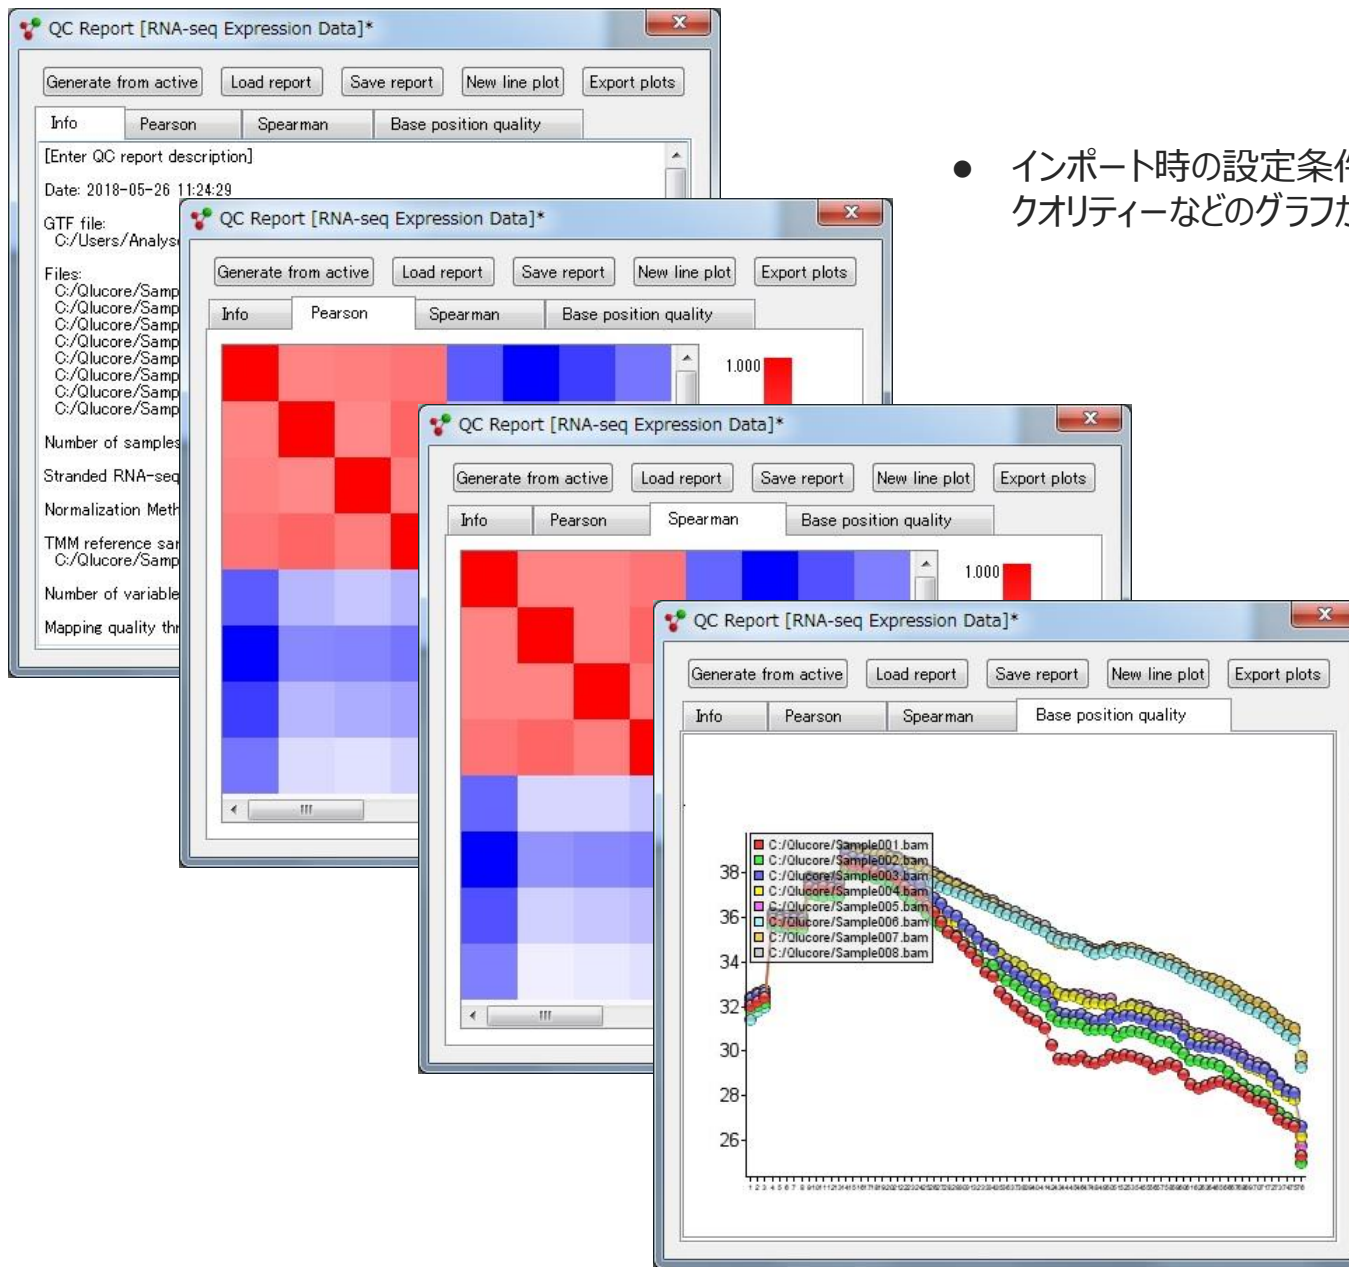 QC Report [RNA-seq Expression Data]*
Generate from active Load report Save report New line plot Export plots
Info Pearson Spearman Base position quality
[Enter QC report description]
Date: 2018-05-26 11:24:29
GTF file:
C:/Users/Analys
Files:
C:/Qlucore/Samp
C:/Qlucore/Samp
C:/Qlucore/Samp
C:/Qlucore/Samp
C:/Qlucore/Samp
C:/Qlucore/Samp
C:/Qlucore/Samp
C:/Qlucore/Samp
Number of samples
Stranded RNA-seq
Normalization Meth
TMM reference sar
C:/Qlucore/Samp
Number of variable
Mapping quality thr
● インポート時の設定条件
クオリティーなどのグラフが
QC Report [RNA-seq Expression Data]*
Generate from active Load report Save report New line plot Export plots
Info Pearson Spearman Base position quality
1.000
QC Report [RNA-seq Expression Data]*
Generate from active Load report Save report New line plot Export plots
Info Pearson Spearman Base position quality
1.000
QC Report [RNA-seq Expression Data]*
Generate from active Load report Save report New line plot Export plots
Info Pearson Spearman Base position quality
C:/Qlucore/Sample001.bam
C:/Qlucore/Sample002.bam
C:/Qlucore/Sample003.bam
C:/Qlucore/Sample004.bam
C:/Qlucore/Sample005.bam
C:/Qlucore/Sample006.bam
C:/Qlucore/Sample007.bam
C:/Qlucore/Sample008.bam
38
36
34
32
30
28
26